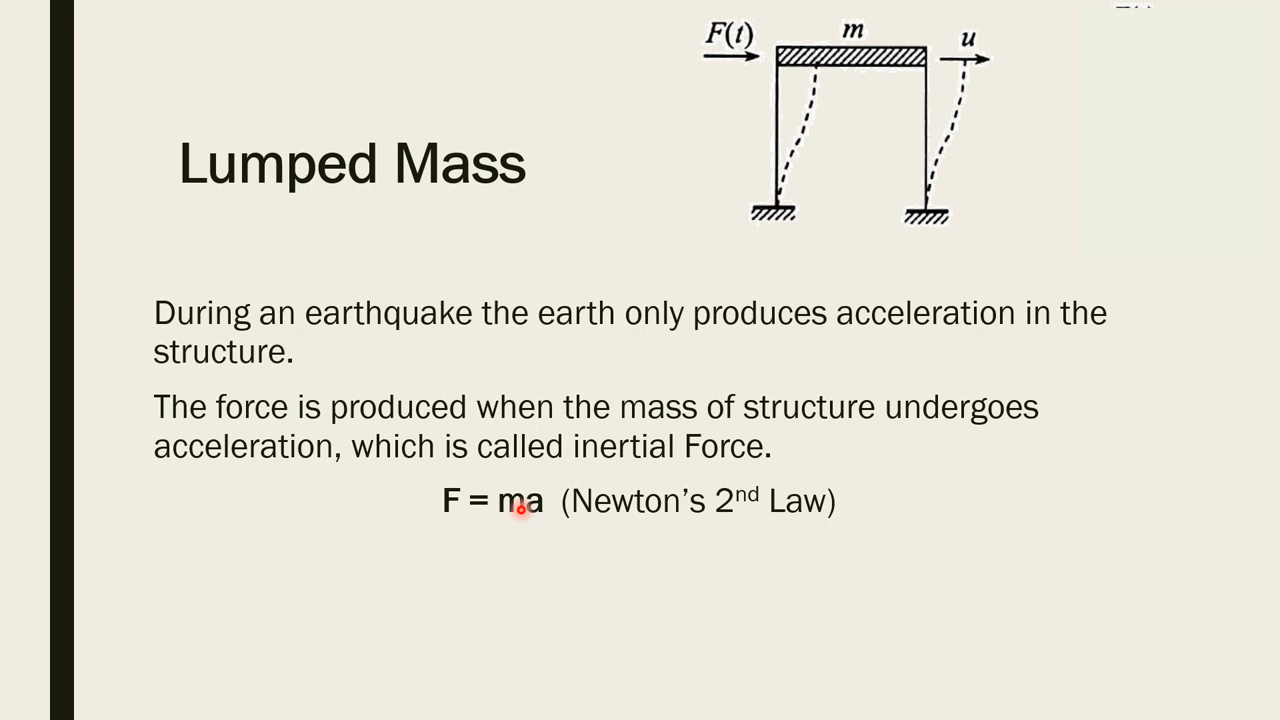 F(t)
m
u
Lumped Mass
During an earthquake the earth only produces acceleration in the
structure.
The force is produced when the mass of structure undergoes
acceleration, which is called inertial Force.
F = ma (Newton's 2nd Law)